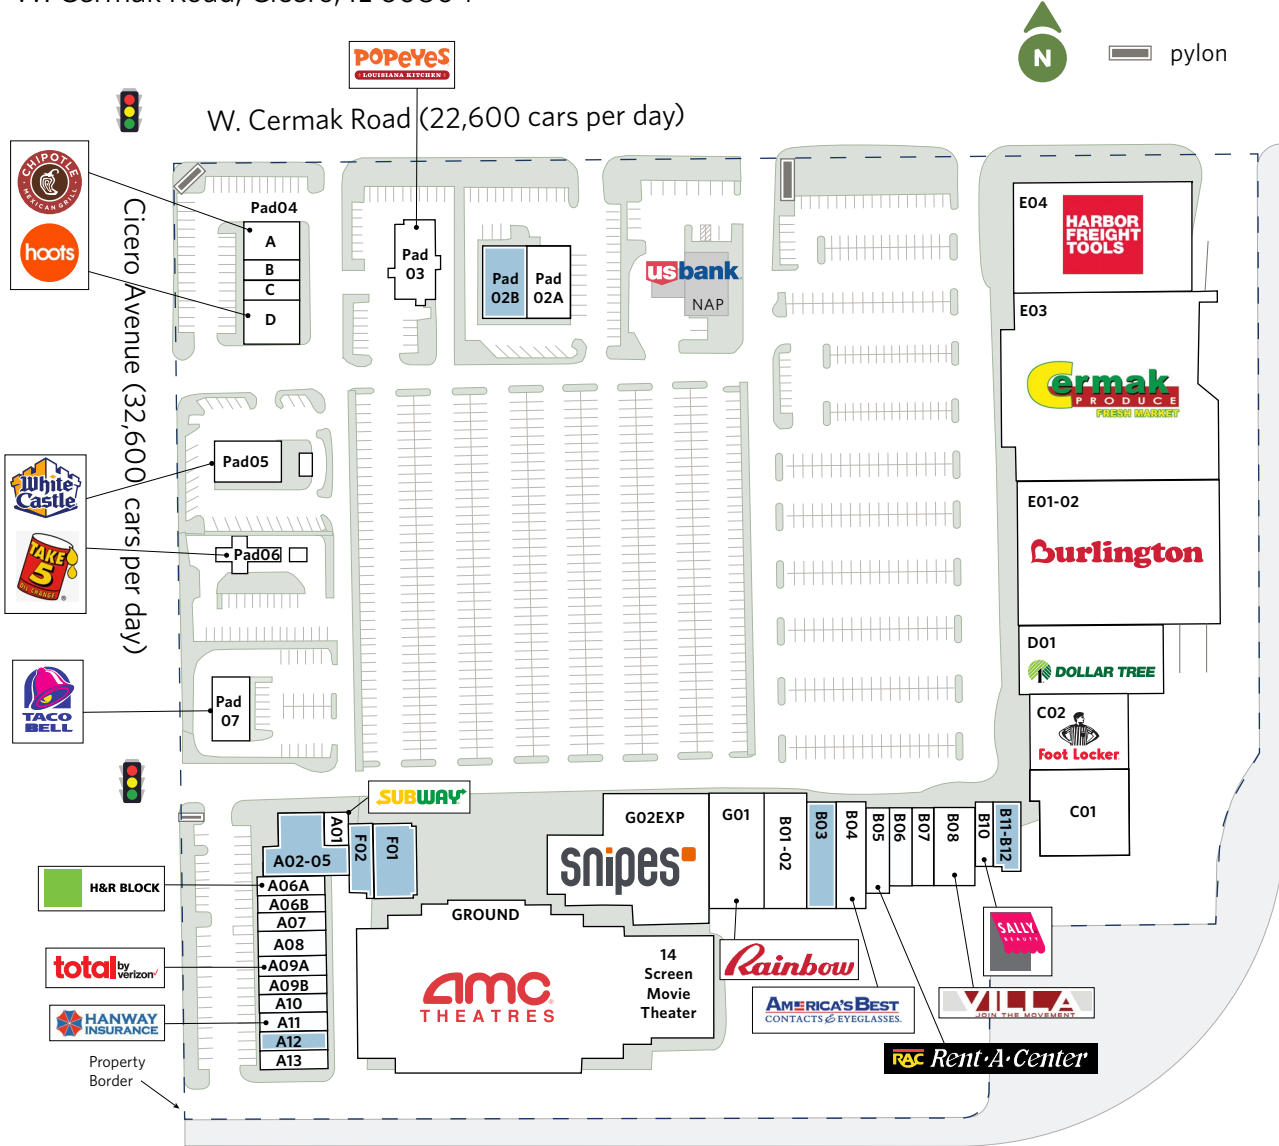 POPEYES
LOUISIANA KITCHEN
N
pylon
W. Cermak Road (22,600 cars per day)
CHIPOTLE
MEXICAN GRILL
hoots
Cicero Avenue (32,600 cars per day)
Pad04
A
B
C
D
Pad
03
Pad
02B
Pad
02A
usbank
NAP
E04
HARBOR
FREIGHT
TOOLS
E03
Cermak
PRODUCE
FRESH MARKET
E01-02
Burlington
D01
DOLLAR TREE
C02
Foot Locker
C01
White
Castle
Pad05
TAKE
5
OIL CHANGE
Pad06
TACO
BELL
Pad
07
SUBWAY
A01
A02-05
F02
F01
G02EXP
snipes
G01
B01-02
B03
B04
B05
B06
B07
B08
B10
B11-B12
H&R BLOCK
A06A
A06B
A07
A08
total by verizon
A09A
A09B
A10
HANWAY
INSURANCE
A11
A12
A13
GROUND
amc
THEATRES
14
Screen
Movie
Theater
Rainbow
AMERICA'S BEST
CONTACTS & EYEGLASSES.
SALLY
BEAUTY
VILLA
JOIN THE MOVEMENT
RAC Rent-A-Center
Property
Border